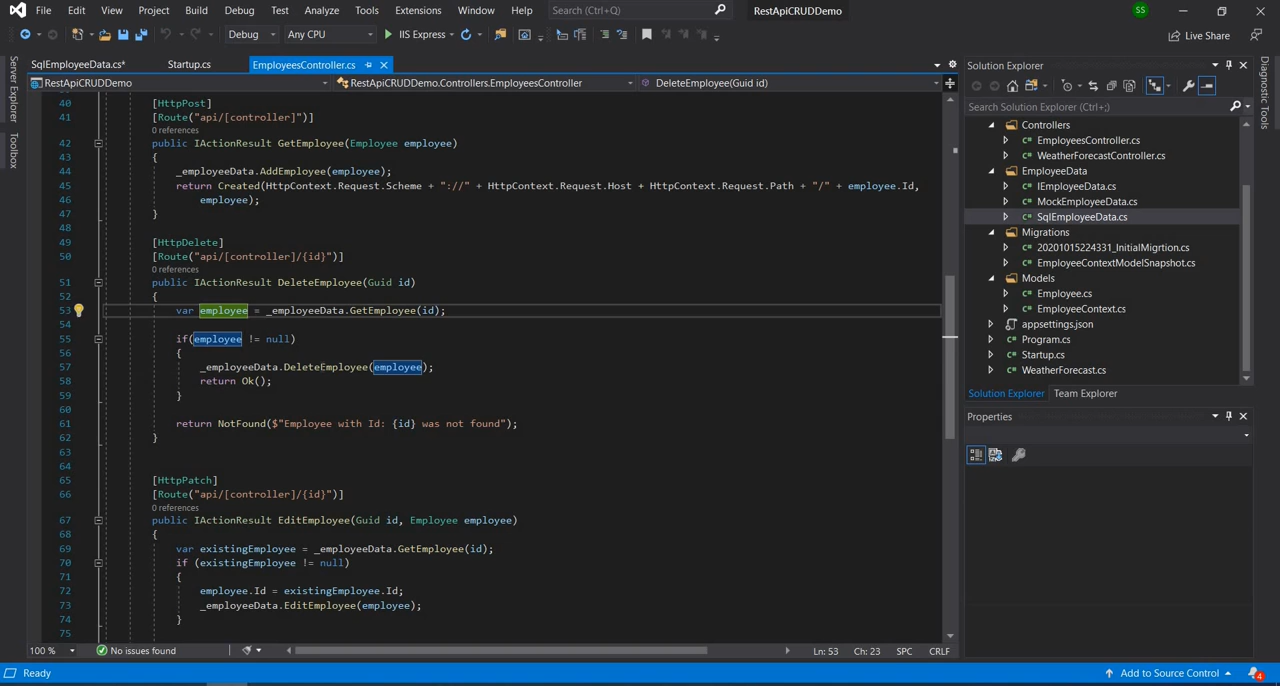 File Edit View Project Build Debug Test Analyze Tools Extensions Window Help Search (Ctrl+Q) RestApiCRUDDemo SS
Debug Any CPU IIS Express Live Share
SqlEmployeeData.cs* Startup.cs EmployeesController.cs
RestApiCRUDDemo RestApiCRUDDemo.Controllers.EmployeesController DeleteEmployee(Guid id)
Server Explorer
Toolbox
40 [HttpPost]
41 [Route("api/[controller]")]
0 references
42 public IActionResult GetEmployee(Employee employee)
43 {
44 _employeeData.AddEmployee(employee);
45 return Created(HttpContext.Request.Scheme + "://" + HttpContext.Request.Host + HttpContext.Request.Path + "/" + employee.Id,
46 employee);
47 }
48
49 [HttpDelete]
50 [Route("api/[controller]/{id}")]
0 references
51 public IActionResult DeleteEmployee(Guid id)
52 {
53 var employee = _employeeData.GetEmployee(id);
54
55 if(employee != null)
56 {
57 _employeeData.DeleteEmployee(employee);
58 return Ok();
59 }
60
61 return NotFound($"Employee with Id: {id} was not found");
62 }
63
64
65 [HttpPatch]
66 [Route("api/[controller]/{id}")]
0 references
67 public IActionResult EditEmployee(Guid id, Employee employee)
68 {
69 var existingEmployee = _employeeData.GetEmployee(id);
70 if (existingEmployee != null)
71 {
72 employee.Id = existingEmployee.Id;
73 _employeeData.EditEmployee(employee);
74 }
75
100 % No issues found Ln: 53 Ch: 23 SPC CRLF
Solution Explorer
Search Solution Explorer (Ctrl+;)
Controllers
C# EmployeesController.cs
C# WeatherForecastController.cs
EmployeeData
C# IEmployeeData.cs
C# MockEmployeeData.cs
C# SqlEmployeeData.cs
Migrations
C# 20201015224331_InitialMigrtion.cs
C# EmployeeContextModelSnapshot.cs
Models
C# Employee.cs
C# EmployeeContext.cs
appsettings.json
C# Program.cs
C# Startup.cs
C# WeatherForecast.cs
Solution Explorer Team Explorer
Properties
Diagnostic Tools
Ready Add to Source Control 4